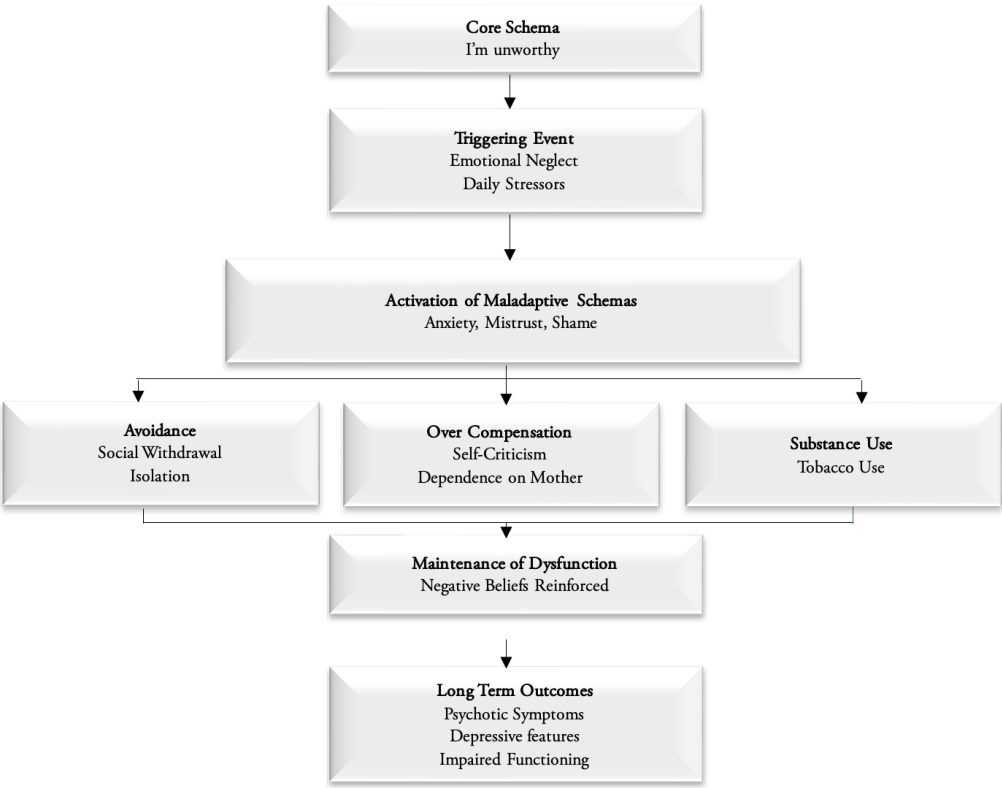 Core Schema
I'm unworthy
Triggering Event
Emotional Neglect
Daily Stressors
Activation of Maladaptive Schemas
Anxiety, Mistrust, Shame
Avoidance
Social Withdrawal
Isolation
Over Compensation
Self-Criticism
Dependence on Mother
Substance Use
Tobacco Use
Maintenance of Dysfunction
Negative Beliefs Reinforced
Long Term Outcomes
Psychotic Symptoms
Depressive features
Impaired Functioning